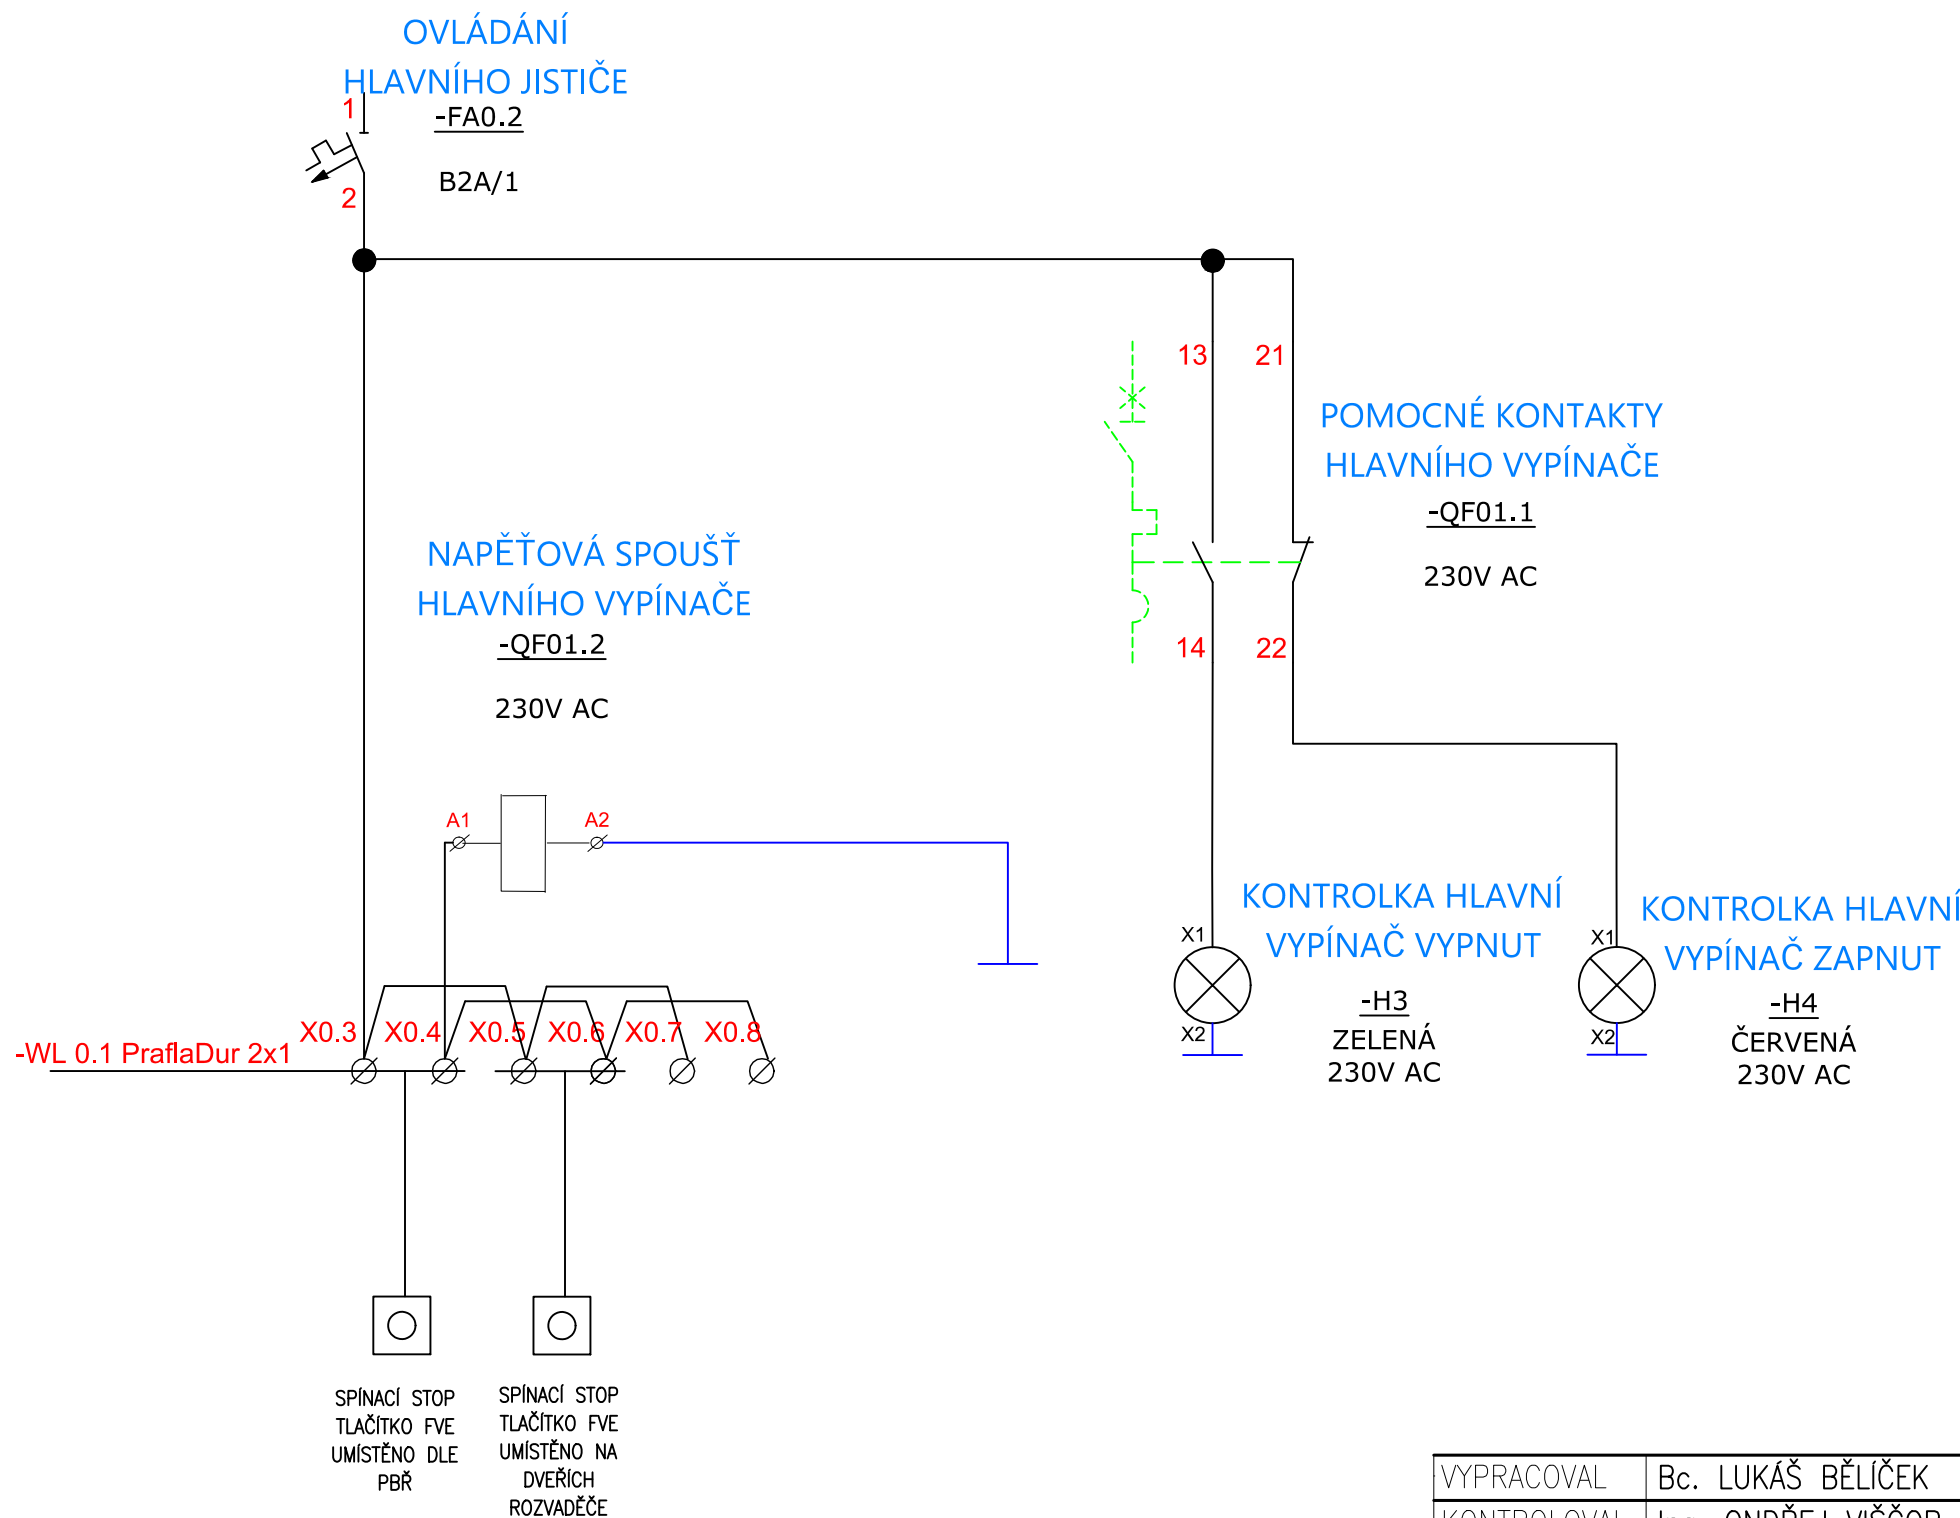 OVLÁDÁNÍ
HLAVNÍHO JISTIČE
1
-FA0.2
B2A/1
2
13
21
POMOCNÉ KONTAKTY
HLAVNÍHO VYPÍNAČE
-QF01.1
230V AC
NAPĚŤOVÁ SPOUŠŤ
HLAVNÍHO VYPÍNAČE
-QF01.2
230V AC
14
22
A1
A2
KONTROLKA HLAVNÍ
VYPÍNAČ VYPNUT
X1
X2
-H3
ZELENÁ
230V AC
KONTROLKA HLAVNÍ
VYPÍNAČ ZAPNUT
X1
X2
-H4
ČERVENÁ
230V AC
X0.3
X0.4
X0.5
X0.6
X0.7
X0.8
-WL 0.1 PraflaDur 2x1
SPÍNACÍ STOP
TLAČÍTKO FVE
UMÍSTĚNO DLE
PBŘ
SPÍNACÍ STOP
TLAČÍTKO FVE
UMÍSTĚNO NA
DVEŘÍCH
ROZVADĚČE
VYPRACOVAL Bc. LUKÁŠ BĚLÍČEK
KONTROLOVAL Ing. ONDŘEJ